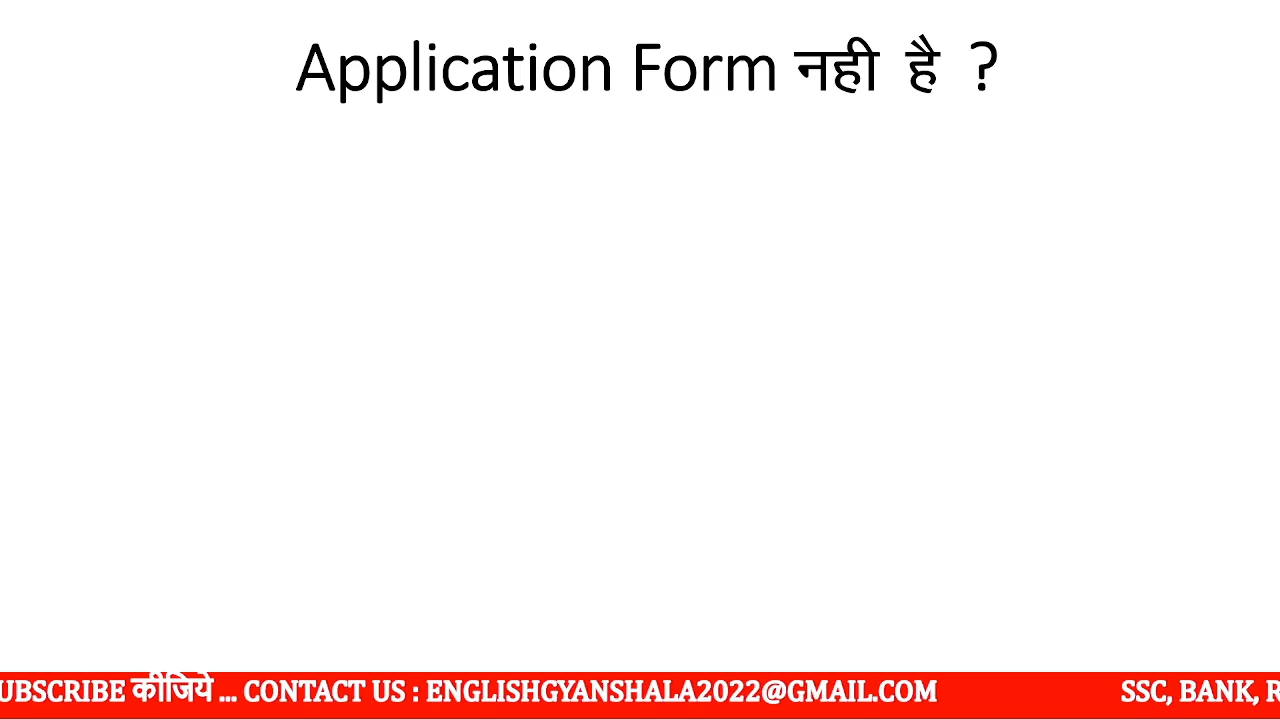 Application Form नही है ?
UBSCRIBE कीजिये ... CONTACT US : ENGLISHGYANSHALA2022@GMAIL.COM SSC, BANK, R